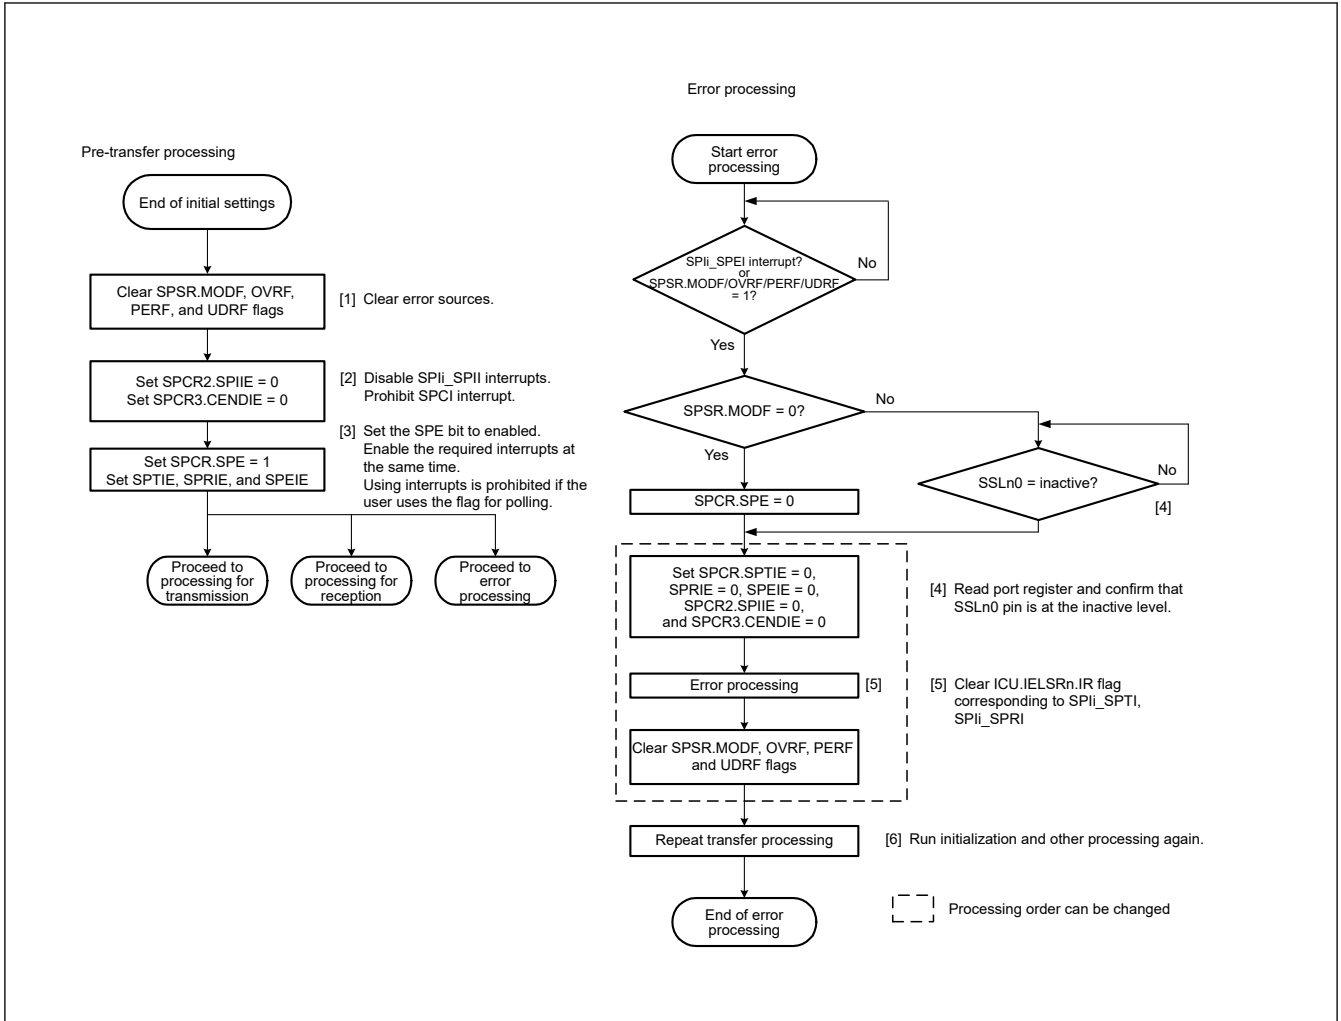 Pre-transfer processing
End of initial settings
Clear SPSR.MODF, OVRF,
PERF, and UDRF flags
[1] Clear error sources.
Set SPCR2.SPIIE = 0
Set SPCR3.CENDIE = 0
[2] Disable SPIi_SPII interrupts.
Prohibit SPCI interrupt.
Set SPCR.SPE = 1
Set SPTIE, SPRIE, and SPEIE
[3] Set the SPE bit to enabled.
Enable the required interrupts at
the same time.
Using interrupts is prohibited if the
user uses the flag for polling.
Proceed to
processing for
transmission
Proceed to
processing for
reception
Proceed to
error
processing
Error processing
Start error
processing
SPIi_SPEI interrupt?
or
SPSR.MODF/OVRF/PERF/UDRF
= 1?
No
Yes
SPSR.MODF = 0?
No
Yes
SSLn0 = inactive?
No
[4]
SPCR.SPE = 0
Set SPCR.SPTIE = 0,
SPRIE = 0, SPEIE = 0,
SPCR2.SPIIE = 0,
and SPCR3.CENDIE = 0
[4] Read port register and confirm that
SSLn0 pin is at the inactive level.
Error processing
[5]
[5] Clear ICU.IELSRn.IR flag
corresponding to SPIi_SPTI,
SPIi_SPRI
Clear SPSR.MODF, OVRF, PERF
and UDRF flags
Repeat transfer processing
[6] Run initialization and other processing again.
End of error
processing
Processing order can be changed